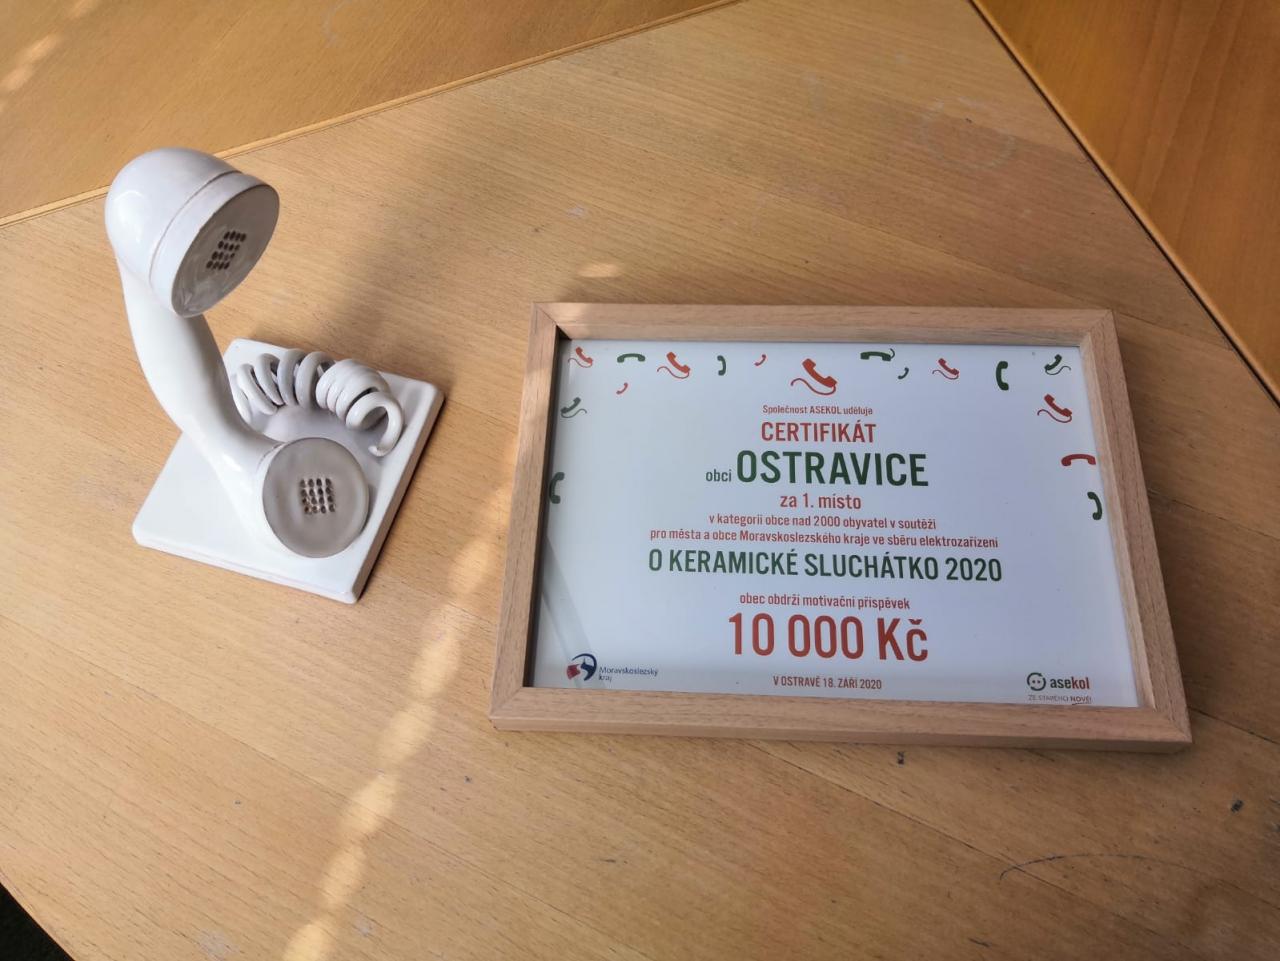 Společnost ASEKOL uděluje
CERTIFIKÁT
obci OSTRAVICE
za 1. místo
v kategorii obce nad 2000 obyvatel v soutěži
pro města a obce Moravskoslezského kraje ve sběru elektrozařízení
O KERAMICKÉ SLUCHÁTKO 2020
obec obdrží motivační příspěvek
10 000 Kč
Moravskoslezský
kraj
V OSTRAVĚ 18. ZÁŘÍ 2020
asekol
ZE STARÉHO NOVÉ!